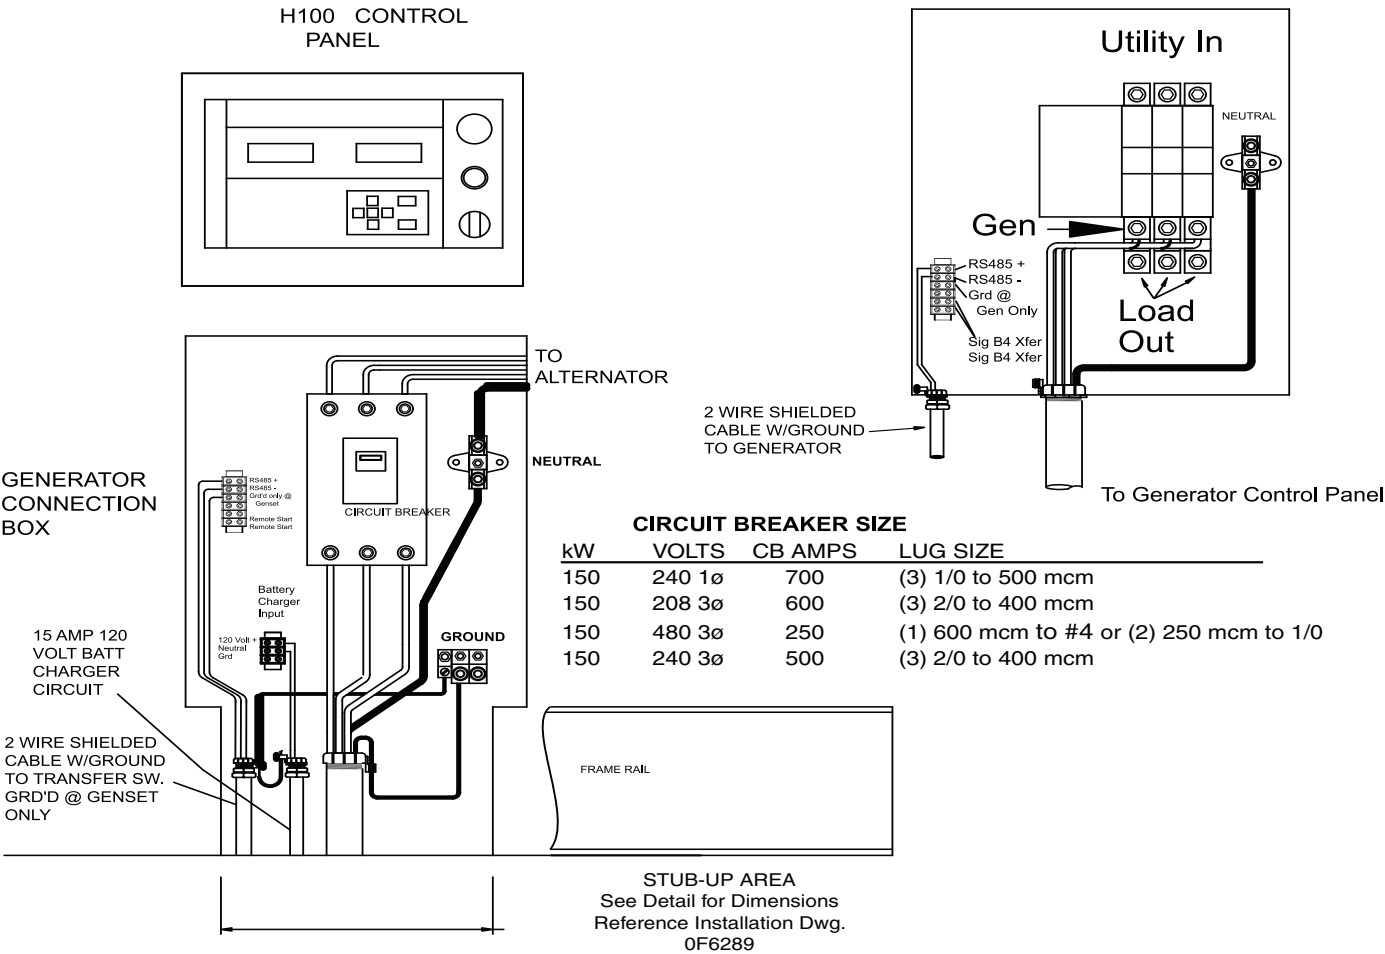 H100 CONTROL
PANEL
Utility In
NEUTRAL
Gen
RS485 +
RS485 -
Grd @
Gen Only
Sig B4 Xfer
Sig B4 Xfer
Load
Out
2 WIRE SHIELDED
CABLE W/GROUND
TO GENERATOR
To Generator Control Panel
TO
ALTERNATOR
NEUTRAL
GENERATOR
CONNECTION
BOX
RS485 +
RS485 -
Grd'd only @
Genset
Remote Start
Remote Start
CIRCUIT BREAKER
Battery
Charger
Input
120 Volt +
Neutral
Grd
GROUND
15 AMP 120
VOLT BATT
CHARGER
CIRCUIT
2 WIRE SHIELDED
CABLE W/GROUND
TO TRANSFER SW.
GRD'D @ GENSET
ONLY
CIRCUIT BREAKER SIZE
kW VOLTS CB AMPS LUG SIZE
150 240 1ø 700 (3) 1/0 to 500 mcm
150 208 3ø 600 (3) 2/0 to 400 mcm
150 480 3ø 250 (1) 600 mcm to #4 or (2) 250 mcm to 1/0
150 240 3ø 500 (3) 2/0 to 400 mcm
FRAME RAIL
STUB-UP AREA
See Detail for Dimensions
Reference Installation Dwg.
0F6289